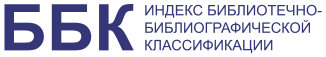 ББК
ИНДЕКС БИБЛИОТЕЧНО-
БИБЛИОГРАФИЧЕСКОЙ
КЛАССИФИКАЦИИ